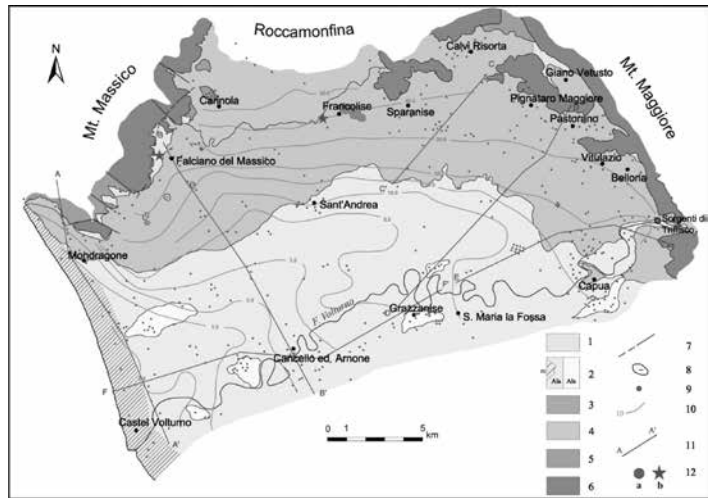 Roccamonfina
N
Mt. Massico
Mt. Maggiore
Calvi Risorta
C
Giano Vetusto
Carinola
Francolise
Sparanise
Pignataro Maggiore
Pastorano
Falciano del Massico
Vitulazio
Bellona
A
C'
Sant'Andrea
Sorgenti di
Triflisco
Mondragone
Capua
F. Volturno
E
Grazzanise
S. Maria la Fossa
Cancello ed. Arnone
F
B'
Castel Volturno
A'
0 1 2 5
km
1
2
3
4
5
6
7
8
9
10
11
12
10
A A'
a b